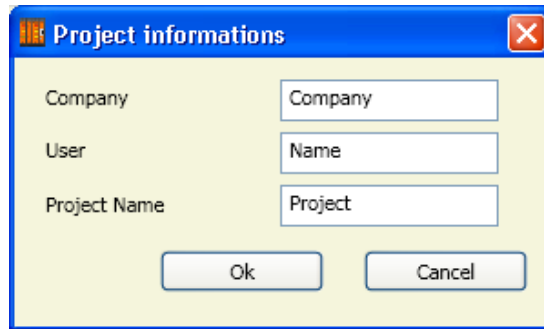 Project informations
Company Company
User Name
Project Name Project
Ok Cancel